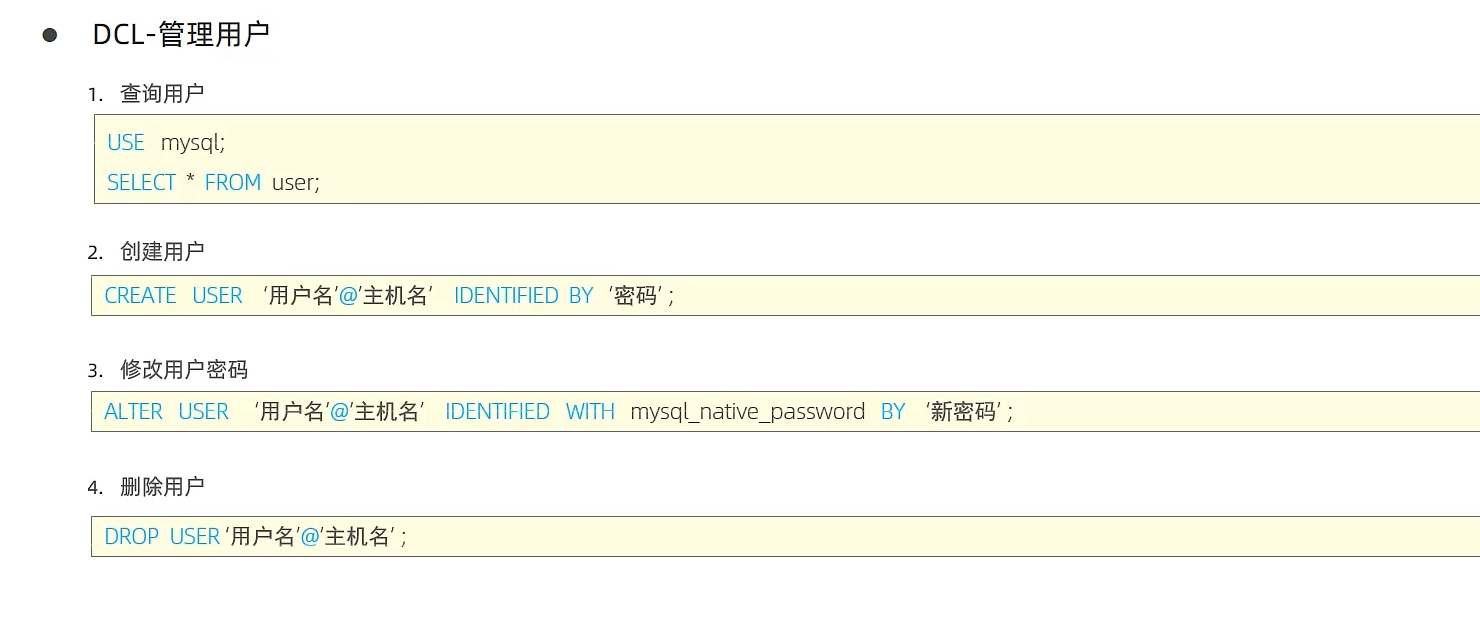 ● DCL-管理用户
1. 查询用户
USE mysql;
SELECT * FROM user;
2. 创建用户
CREATE USER ‘用户名’@’主机名’ IDENTIFIED BY ‘密码’ ;
3. 修改用户密码
ALTER USER ‘用户名’@’主机名’ IDENTIFIED WITH mysql_native_password BY ‘新密码’ ;
4. 删除用户
DROP USER ‘用户名’@’主机名’ ;